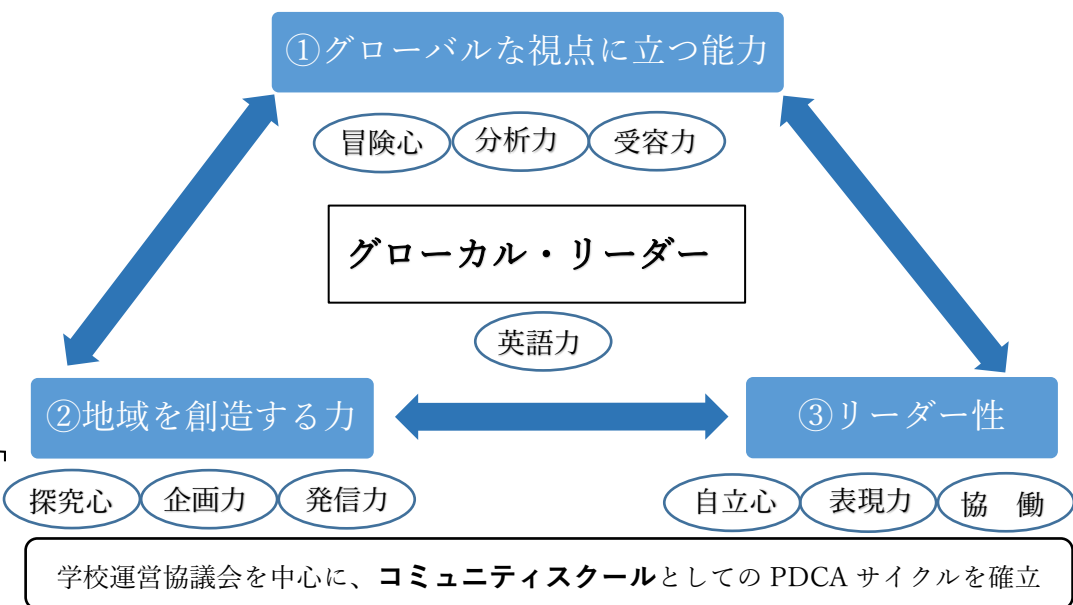 ①グローバルな視点に立つ能力
冒険心 分析力 受容力
グローカル・リーダー
英語力
②地域を創造する力
③リーダー性
探究心 企画力 発信力
自立心 表現力 協　働
学校運営協議会を中心に、コミュニティスクールとしての PDCA サイクルを確立